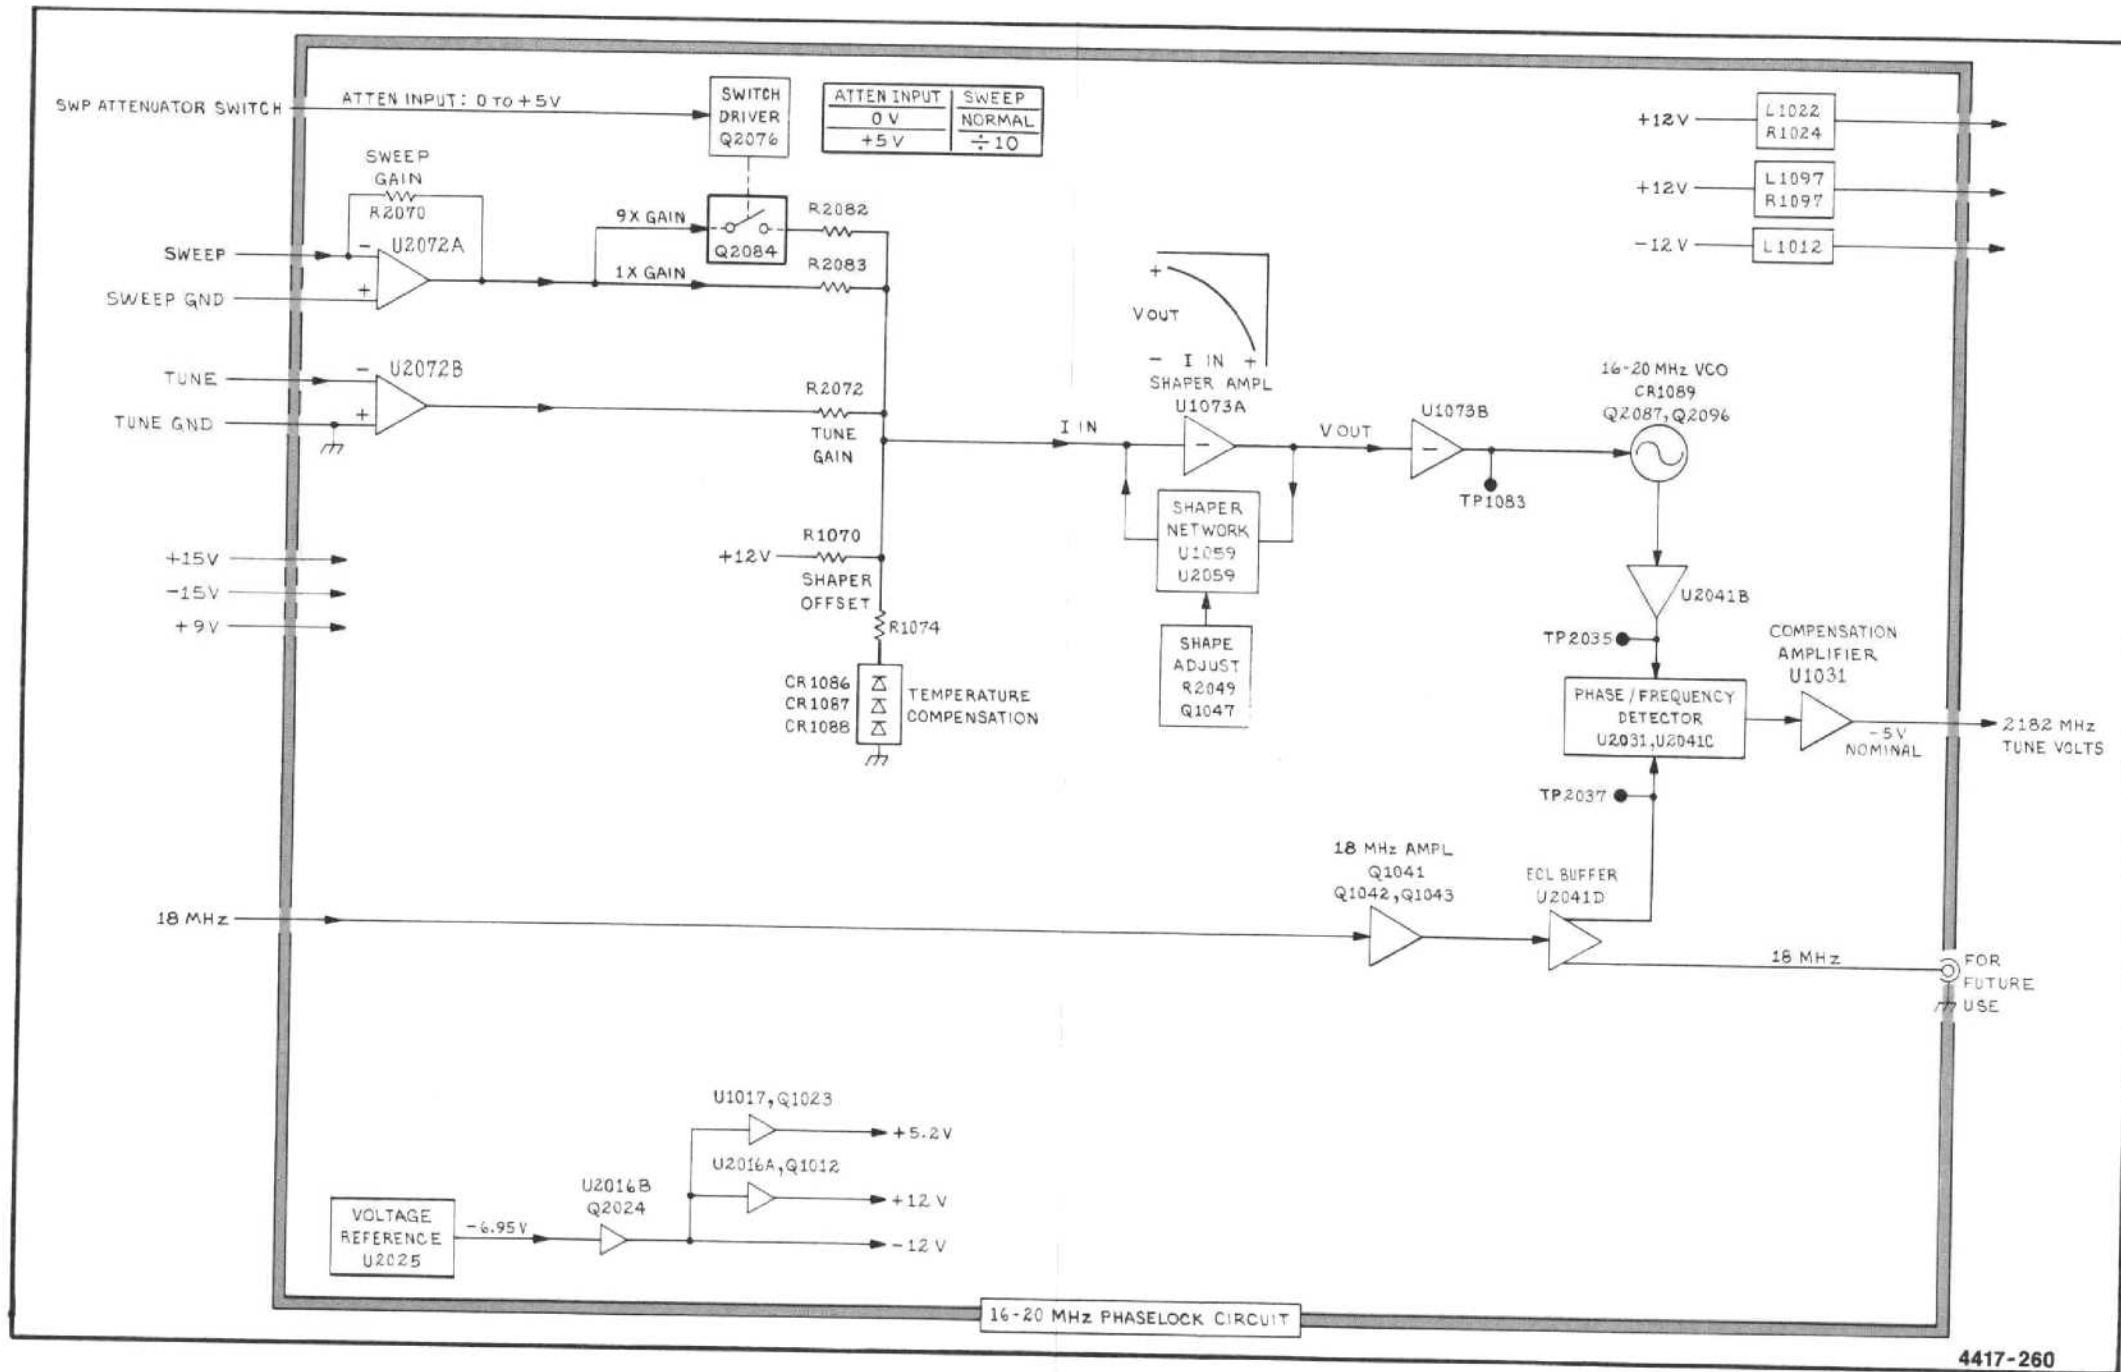 SWP ATTENUATOR SWITCH
ATTEN INPUT: 0 TO +5V
SWITCH
DRIVER
Q2076
ATTEN INPUT SWEEP
0 V NORMAL
+5 V ÷10
+12V
L1022
R1024
+12V
L1097
R1097
-12 V
L1012
SWEEP
GAIN
R2070
SWEEP
-
U2072A
SWEEP GND
+
9X GAIN
Q2084
R2082
1X GAIN
R2083
TUNE
-
U2072B
TUNE GND
+
R2072
TUNE
GAIN
+
V OUT
- I IN +
SHAPER AMPL
U1073A
I IN
-
V OUT
U1073B
-
TP1083
16-20 MHz VCO
CR1089
Q2087, Q2096
SHAPER
NETWORK
U1059
U2059
SHAPE
ADJUST
R2049
Q1047
+15V
-15V
+9V
+12V
R1070
SHAPER
OFFSET
R1074
CR1086
CR1087
CR1088
TEMPERATURE
COMPENSATION
U2041B
TP2035
COMPENSATION
AMPLIFIER
U1031
PHASE/FREQUENCY
DETECTOR
U2031, U2041C
-5V
NOMINAL
2182 MHz
TUNE VOLTS
TP2037
18 MHz
18 MHz AMPL
Q1041
Q1042, Q1043
ECL BUFFER
U2041D
18 MHz
FOR
FUTURE
USE
U1017, Q1023
+5.2V
U2016A, Q1012
+12 V
U2016B
Q2024
-12 V
VOLTAGE
REFERENCE
U2025
-6.95V
16-20 MHz PHASELOCK CIRCUIT
4417-260